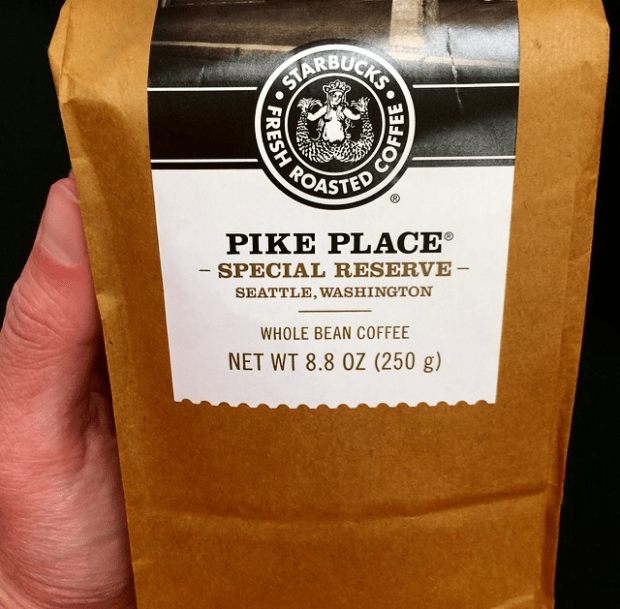 STARBUCKS
FRESH ROASTED COFFEE
®
PIKE PLACE®
– SPECIAL RESERVE –
SEATTLE, WASHINGTON
WHOLE BEAN COFFEE
NET WT 8.8 OZ (250 g)